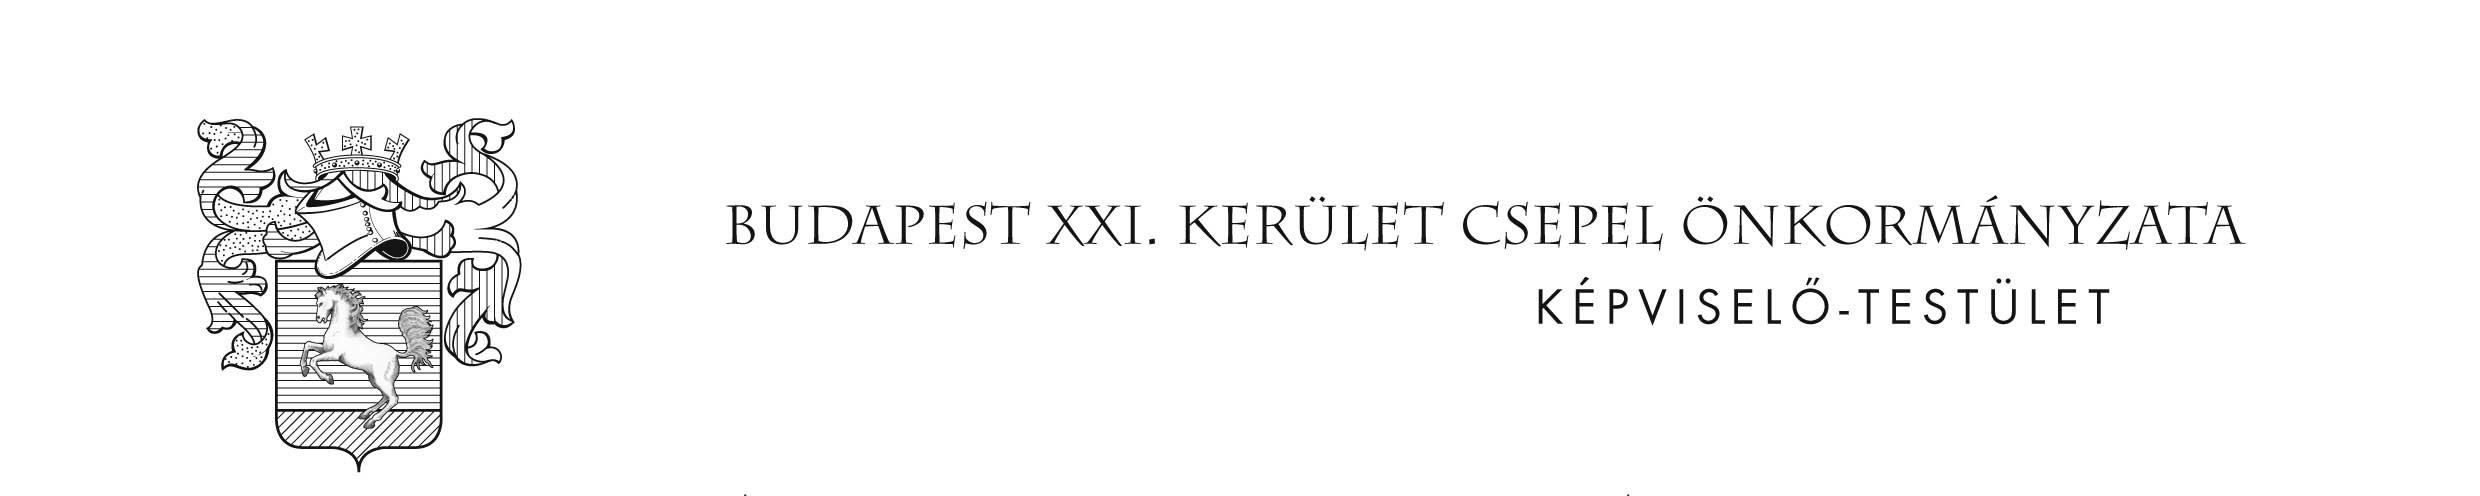 BUDAPEST XXI. KERÜLET CSEPEL ÖNKORMÁNYZATA
KÉPVISELŐ-TESTÜLET